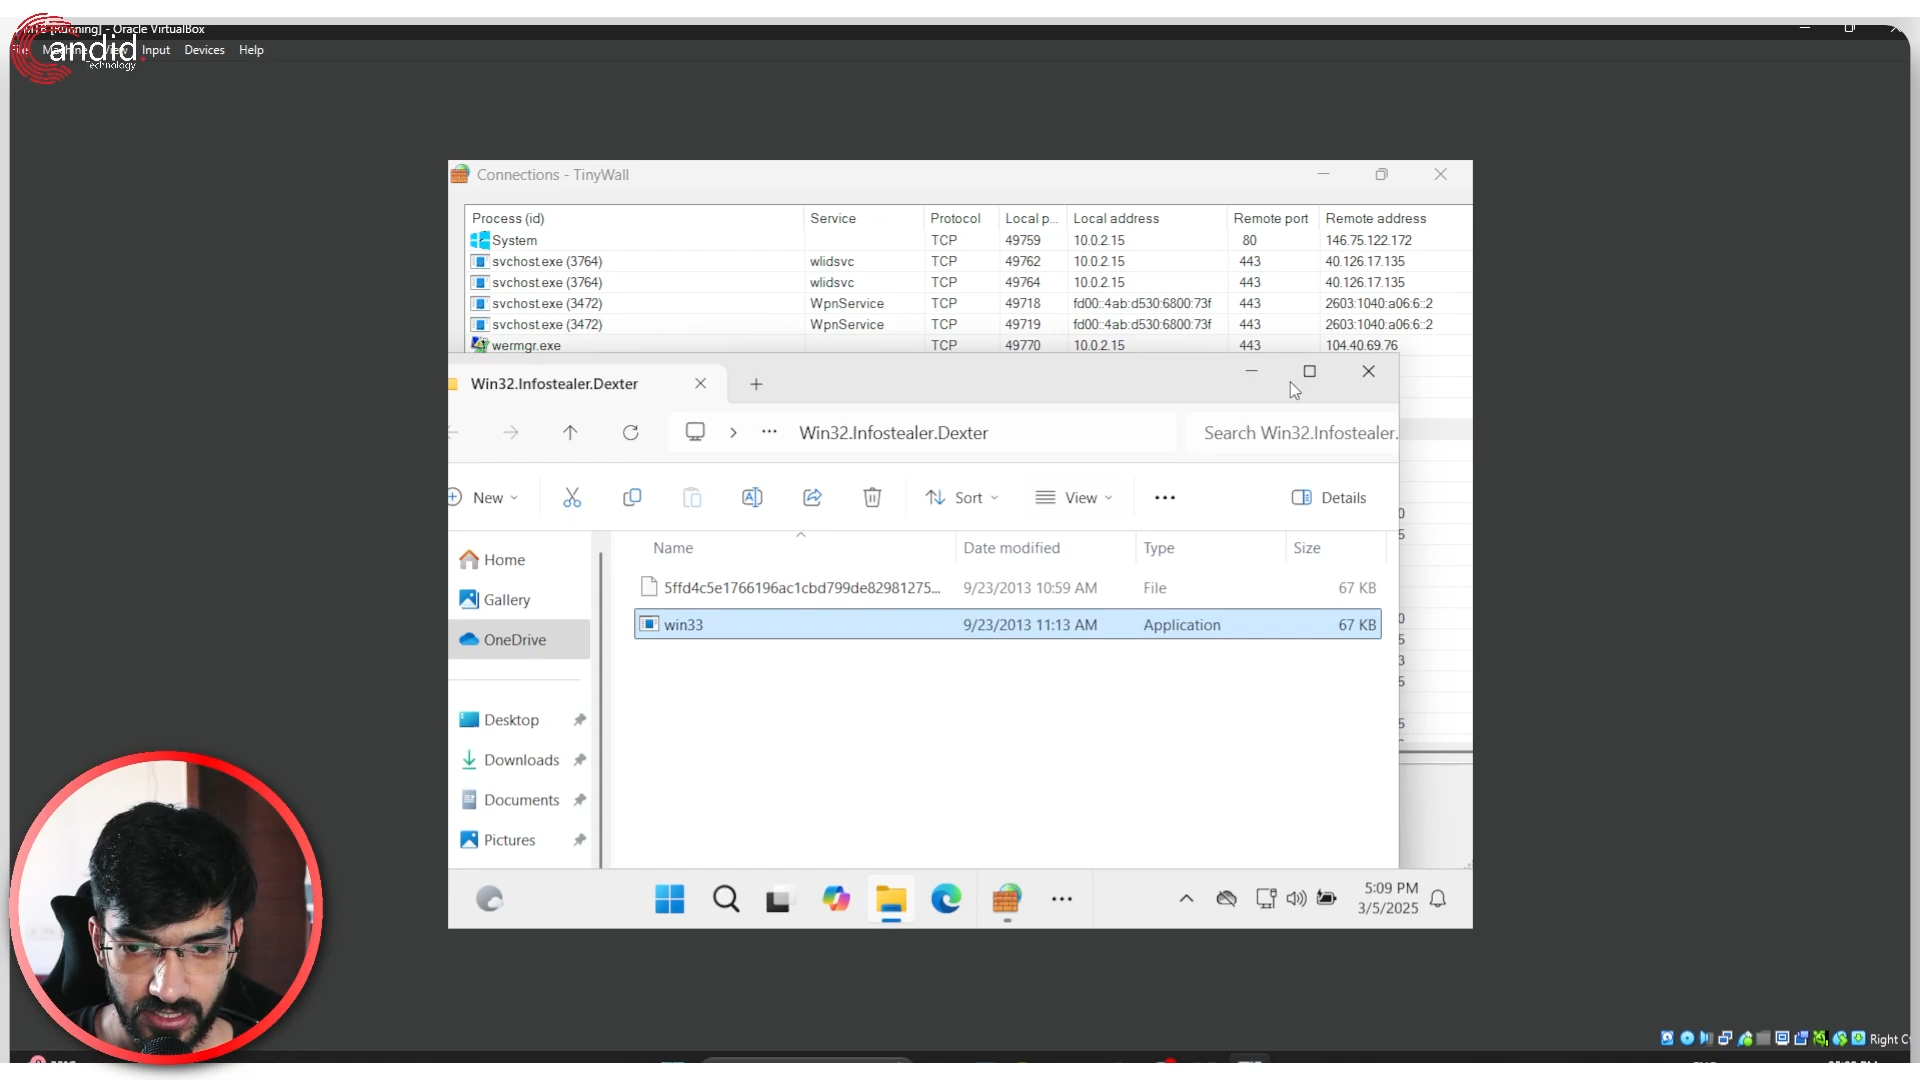 [Running] - Oracle VirtualBox
Machine View Input Devices Help
andid.
technology
Connections - TinyWall
Process (id) Service Protocol Local p... Local address Remote port Remote address
System TCP 49759 10.0.2.15 80 146.75.122.172
svchost.exe (3764) wlidsvc TCP 49762 10.0.2.15 443 40.126.17.135
svchost.exe (3764) wlidsvc TCP 49764 10.0.2.15 443 40.126.17.135
svchost.exe (3472) WpnService TCP 49718 fd00::4ab:d530:6800:73f 443 2603:1040:a06:6::2
svchost.exe (3472) WpnService TCP 49719 fd00::4ab:d530:6800:73f 443 2603:1040:a06:6::2
wermgr.exe TCP 49770 10.0.2.15 443 104.40.69.76
Win32.Infostealer.Dexter
Win32.Infostealer.Dexter Search Win32.Infostealer.
New Sort View Details
Name Date modified Type Size
5ffd4c5e1766196ac1cbd799de82981275... 9/23/2013 10:59 AM File 67 KB
win33 9/23/2013 11:13 AM Application 67 KB
Home
Gallery
OneDrive
Desktop
Downloads
Documents
Pictures
5:09 PM
3/5/2025
Right C